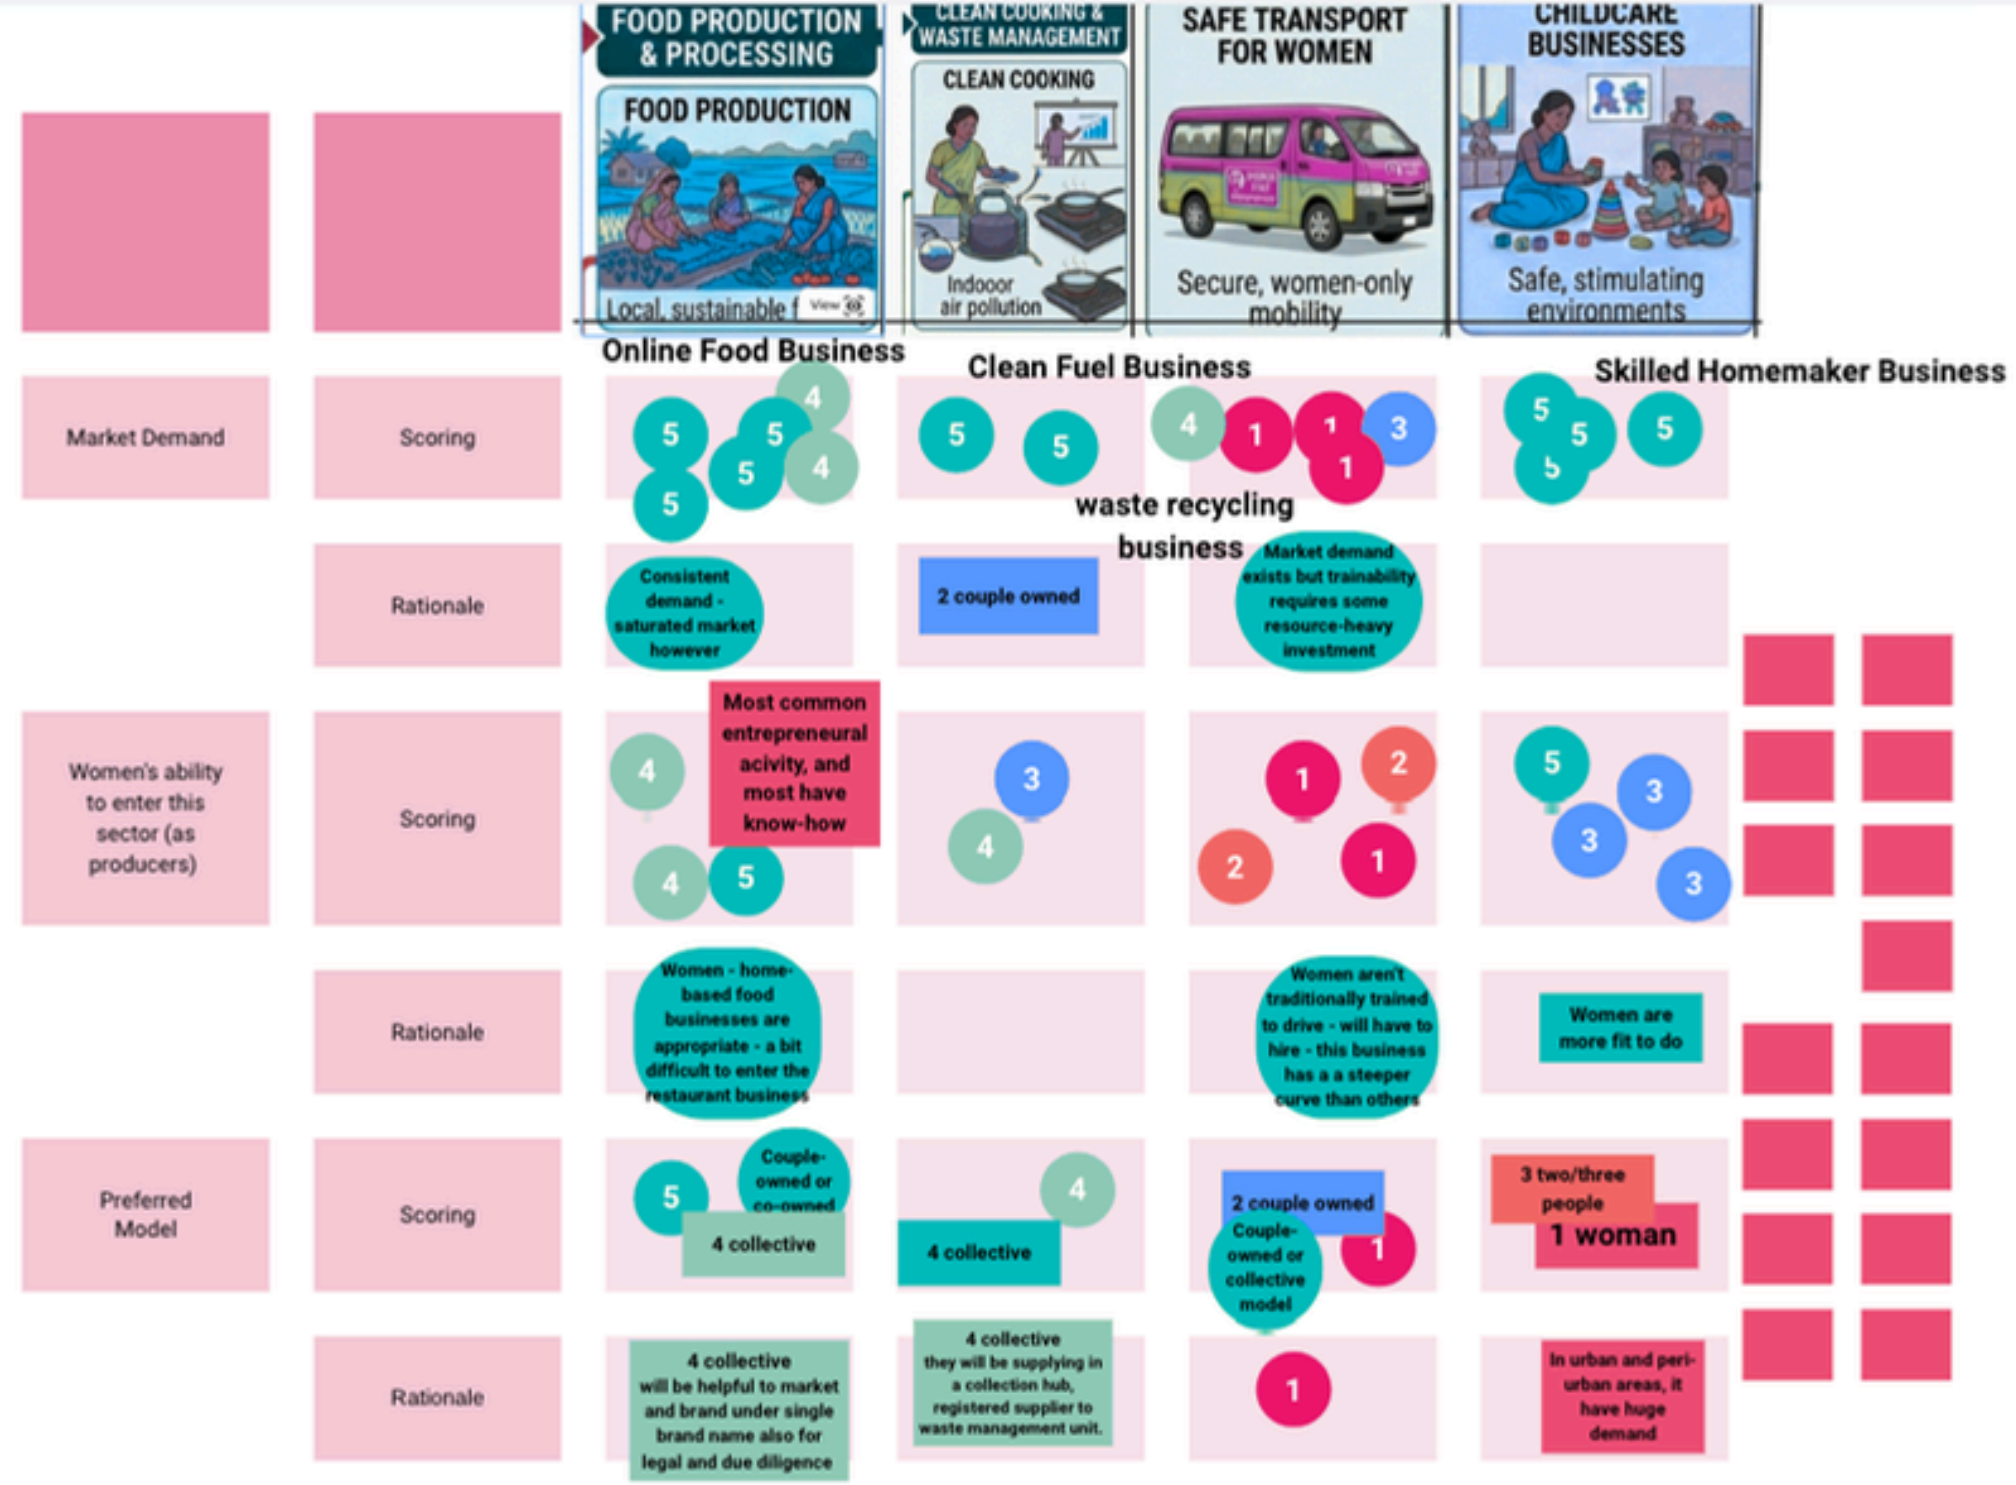 FOOD PRODUCTION
& PROCESSING
FOOD PRODUCTION
Local, sustainable f
View
CLEAN COOKING &
WASTE MANAGEMENT
CLEAN COOKING
Indooor
air pollution
SAFE TRANSPORT
FOR WOMEN
Secure, women-only
mobility
CHILDCARE
BUSINESSES
Safe, stimulating
environments
Online Food Business
Clean Fuel Business
Skilled Homemaker Business
Market Demand
Scoring
4
5
5
5
4
5
5
5
4
1
1
3
1
5
5
5
5
waste recycling
business
Rationale
Consistent
demand -
saturated market
however
2 couple owned
Market demand
exists but trainability
requires some
resource-heavy
investment
Women's ability
to enter this
sector (as
producers)
Scoring
4
Most common
entrepreneural
acivity, and
most have
know-how
4
5
3
4
1
2
2
1
5
3
3
3
Rationale
Women - home-
based food
businesses are
appropriate - a bit
difficult to enter the
restaurant business
Women aren't
traditionally trained
to drive - will have to
hire - this business
has a a steeper
curve than others
Women are
more fit to do
Preferred
Model
Scoring
5
Couple-
owned or
co-owned
4 collective
4
4 collective
2 couple owned
Couple-
owned or
collective
model
1
3 two/three
people
1 woman
Rationale
4 collective
will be helpful to market
and brand under single
brand name also for
legal and due diligence
4 collective
they will be supplying in
a collection hub,
registered supplier to
waste management unit.
1
In urban and peri-
urban areas, it
have huge
demand